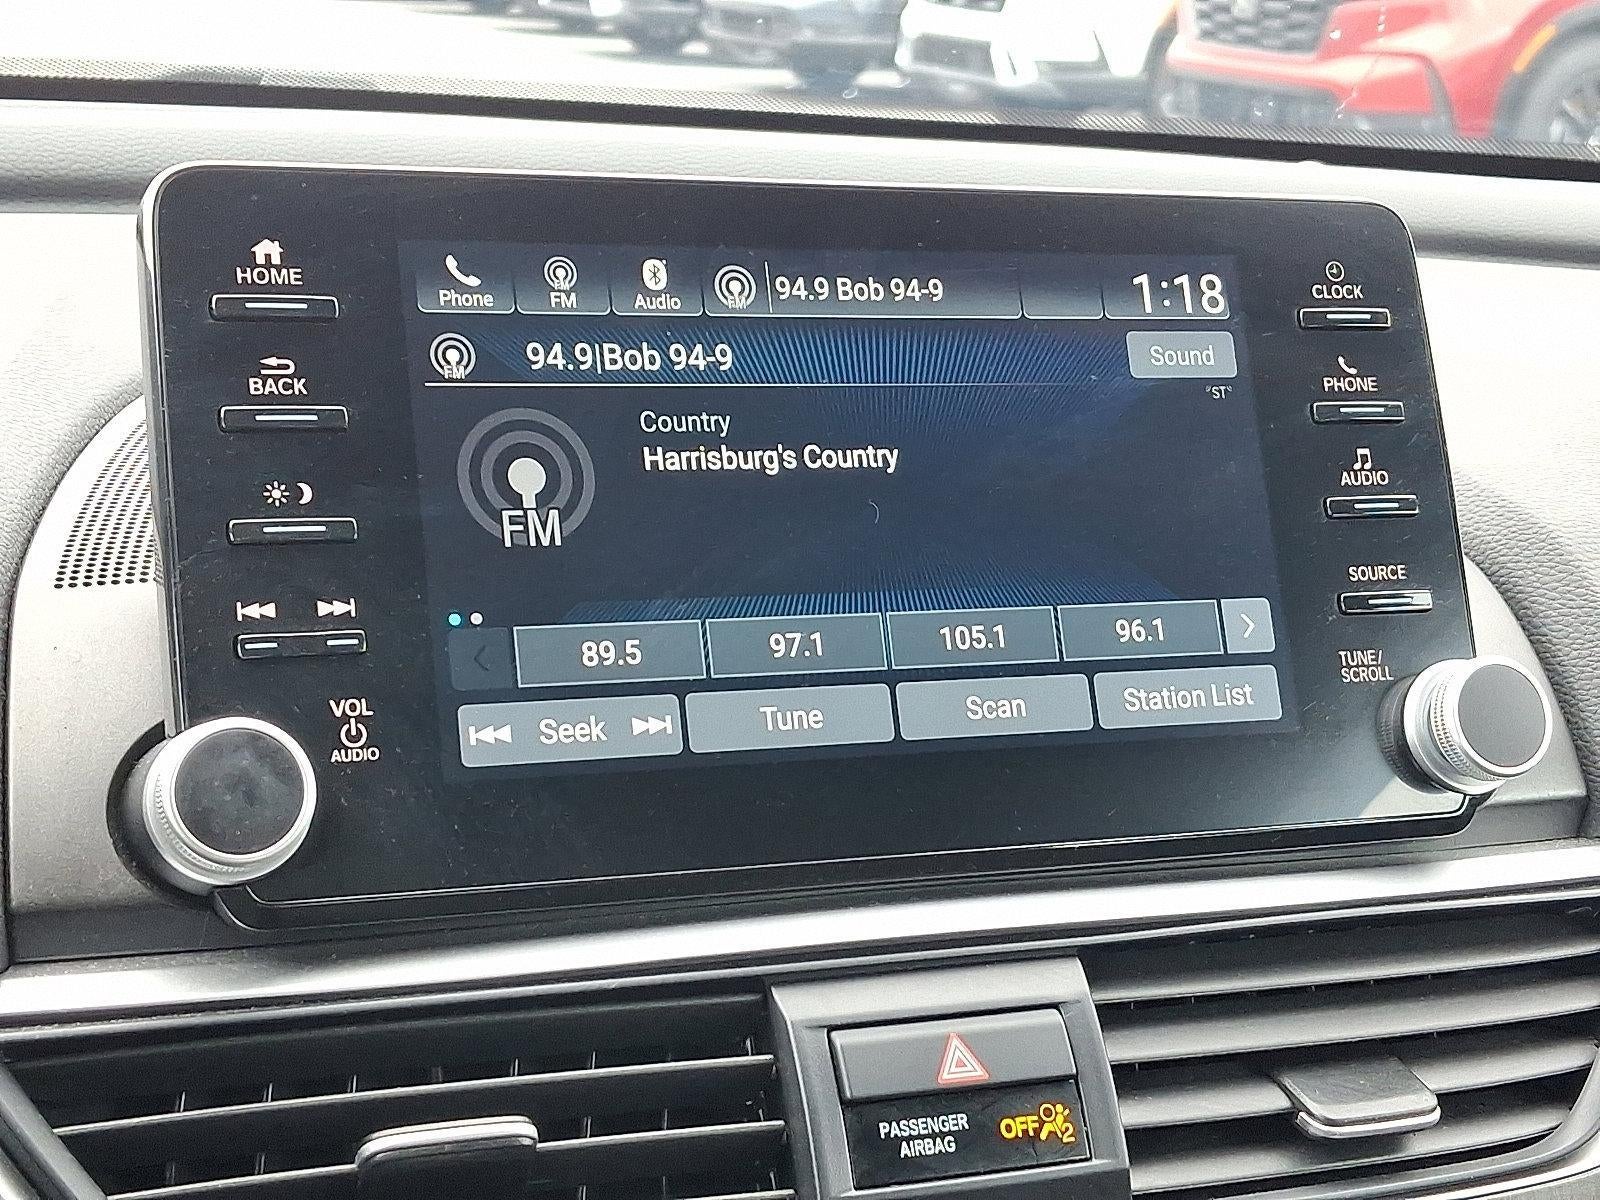 HOME
BACK
VOL
AUDIO
Phone
FM
FM
Audio
FM
94.9 Bob 94-9
1:18
FM
94.9|Bob 94-9
Sound
"ST"
Country
Harrisburg's Country
FM
89.5
97.1
105.1
96.1
Seek
Tune
Scan
Station List
CLOCK
PHONE
AUDIO
SOURCE
TUNE/
SCROLL
PASSENGER
AIRBAG
OFF
2